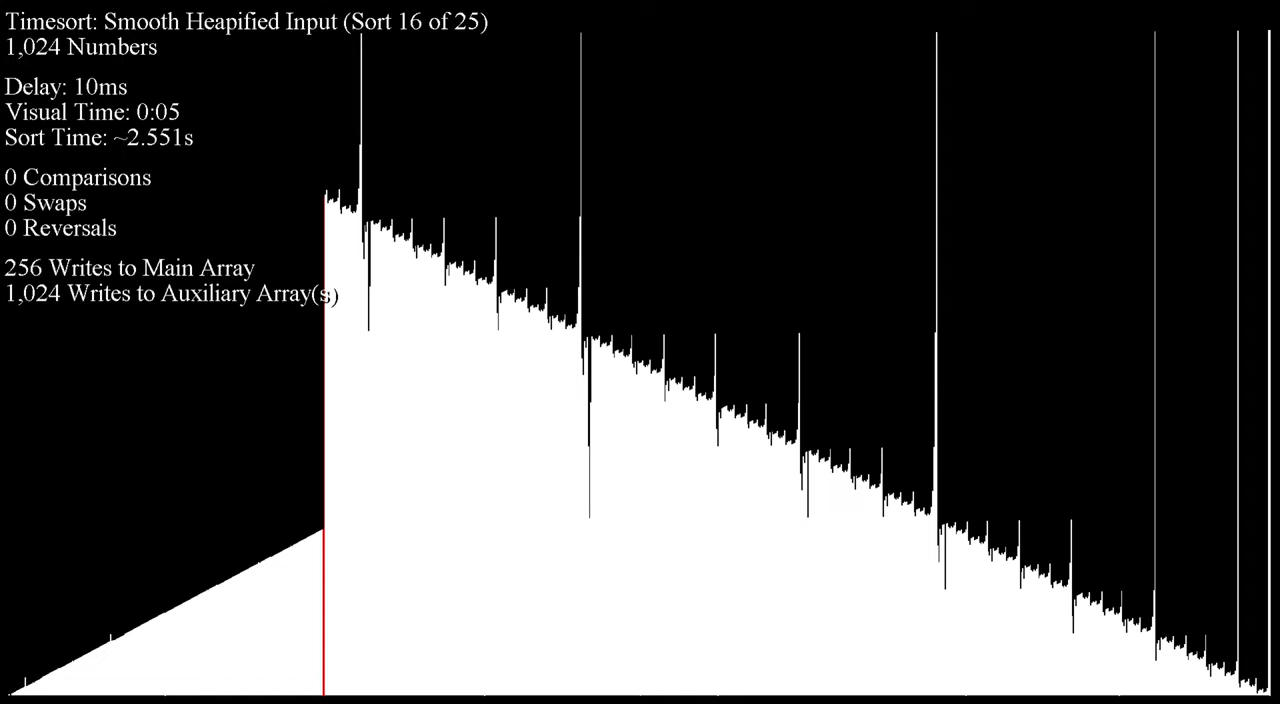 Timesort: Smooth Heapified Input (Sort 16 of 25)
1,024 Numbers
Delay: 10ms
Visual Time: 0:05
Sort Time: ~2.551s
0 Comparisons
0 Swaps
0 Reversals
256 Writes to Main Array
1,024 Writes to Auxiliary Array(s)